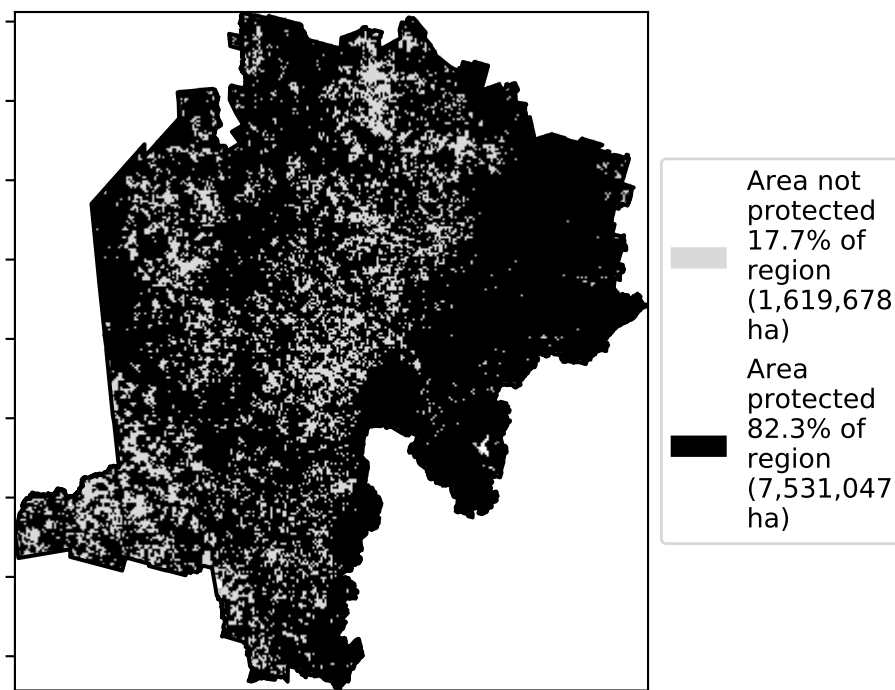 Area not
protected
17.7% of
region
(1,619,678
ha)
Area
protected
82.3% of
region
(7,531,047
ha)